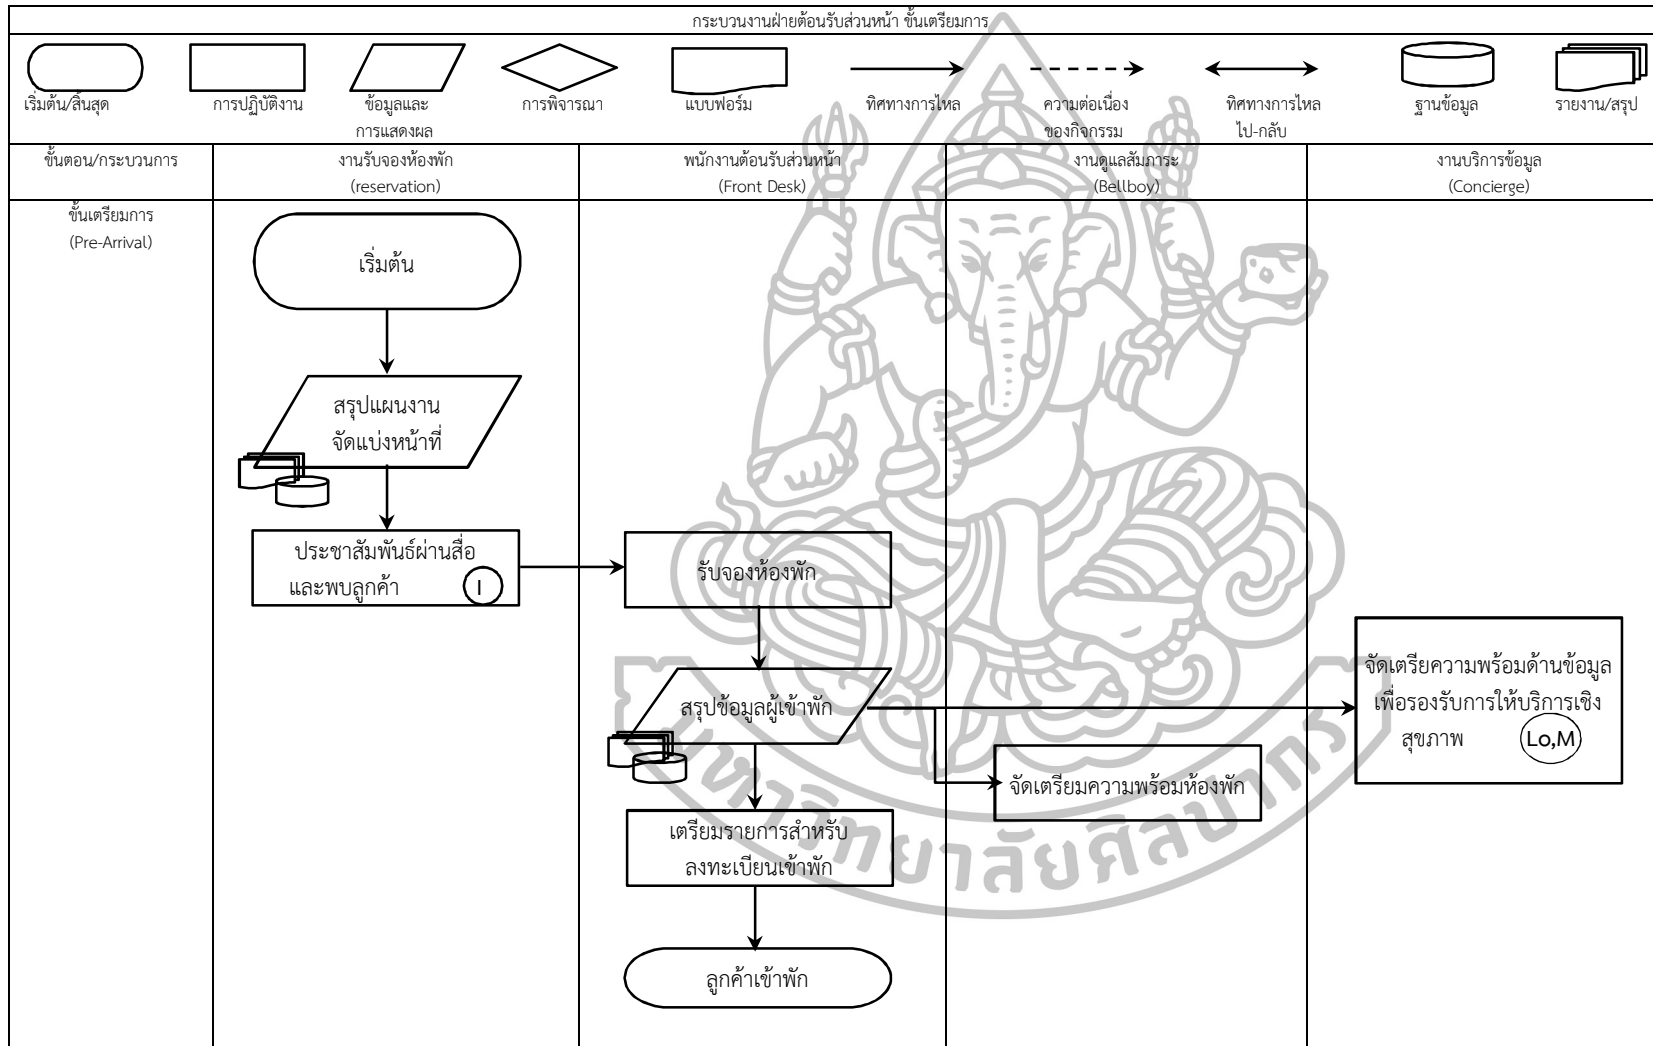 กระบวนงานฝ่ายต้อนรับส่วนหน้า ขั้นเตรียมการ
เริ่มต้น/สิ้นสุด
การปฏิบัติงาน
ข้อมูลและ
การแสดงผล
การพิจารณา
แบบฟอร์ม
ทิศทางการไหล
ความต่อเนื่อง
ของกิจกรรม
ทิศทางการไหล
ไป-กลับ
ฐานข้อมูล
รายงาน/สรุป
ขั้นตอน/กระบวนการ
งานรับจองห้องพัก
(reservation)
พนักงานต้อนรับส่วนหน้า
(Front Desk)
งานดูแลสัมภาระ
(Bellboy)
งานบริการข้อมูล
(Concierge)
ขั้นเตรียมการ
(Pre-Arrival)
เริ่มต้น
สรุปแผนงาน
จัดแบ่งหน้าที่
ประชาสัมพันธ์ผ่านสื่อ
และพบลูกค้า
I
รับจองห้องพัก
สรุปข้อมูลผู้เข้าพัก
จัดเตรียมความพร้อมห้องพัก
จัดเตรียความพร้อมด้านข้อมูล
เพื่อรองรับการให้บริการเชิง
สุขภาพ
Lo,M
เตรียมรายการสำหรับ
ลงทะเบียนเข้าพัก
ลูกค้าเข้าพัก
มหาวิทยาลัยศิลปากร